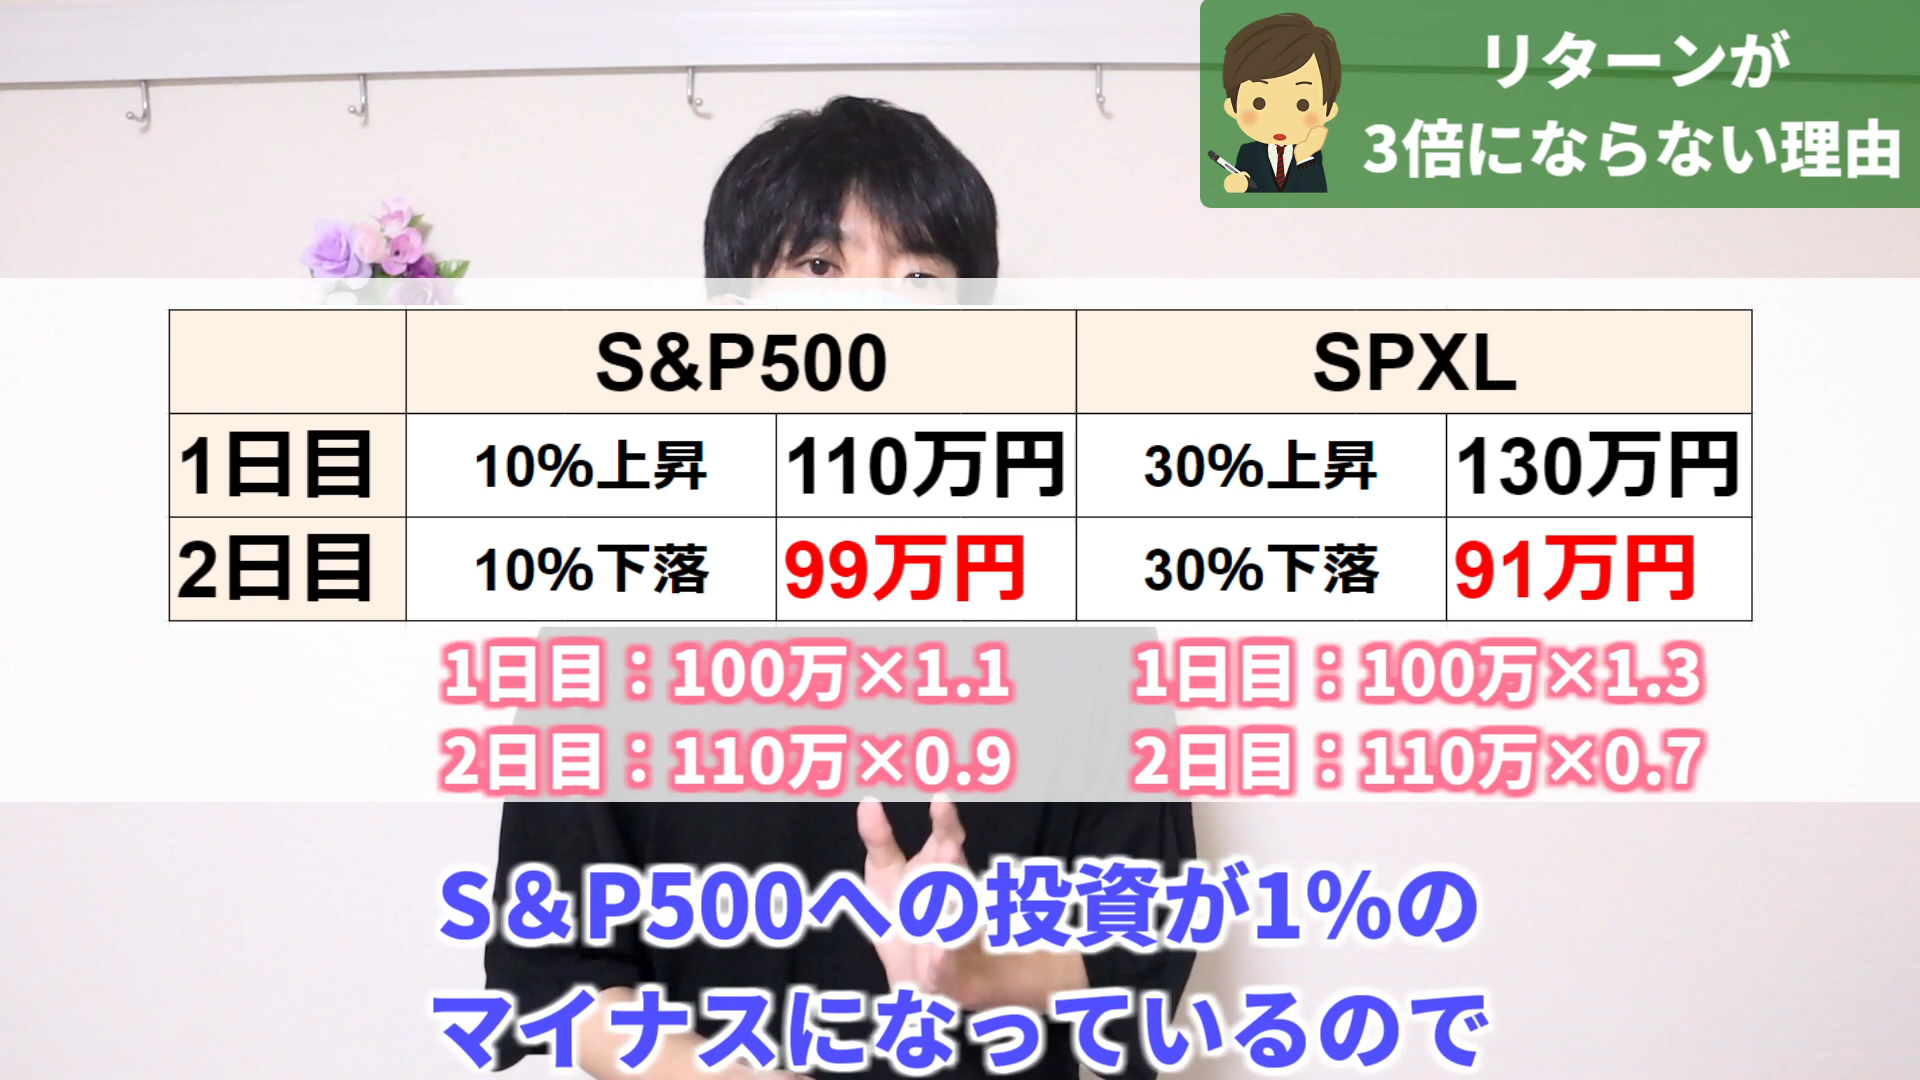 リターンが
3倍にならない理由
S&P500 SPXL
1日目 10%上昇 110万円 30%上昇 130万円
2日目 10%下落 99万円 30%下落 91万円
1日目：100万×1.1 1日目：100万×1.3
2日目：110万×0.9 2日目：110万×0.7
S＆P500への投資が1%の
マイナスになっているので